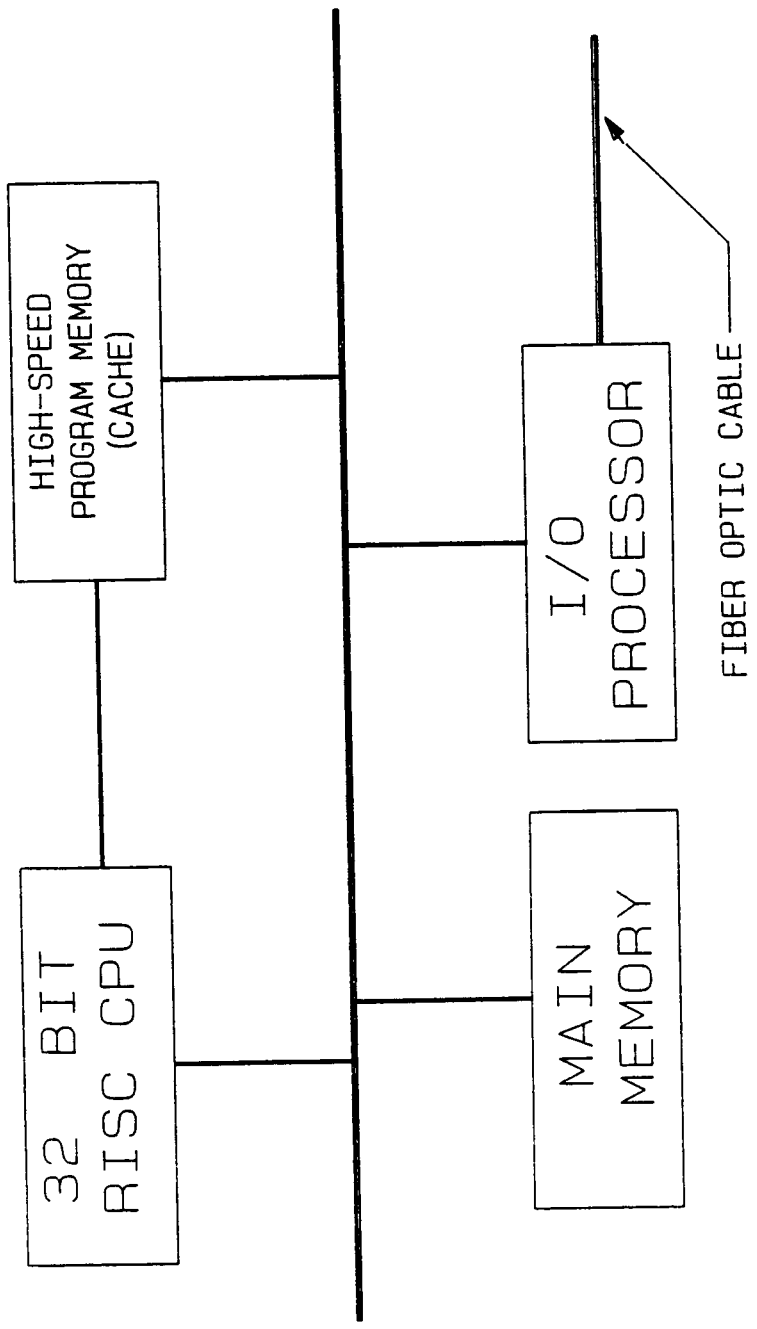 32 BIT
RISC CPU
HIGH-SPEED
PROGRAM MEMORY
(CACHE)
MAIN
MEMORY
I/O
PROCESSOR
FIBER OPTIC CABLE